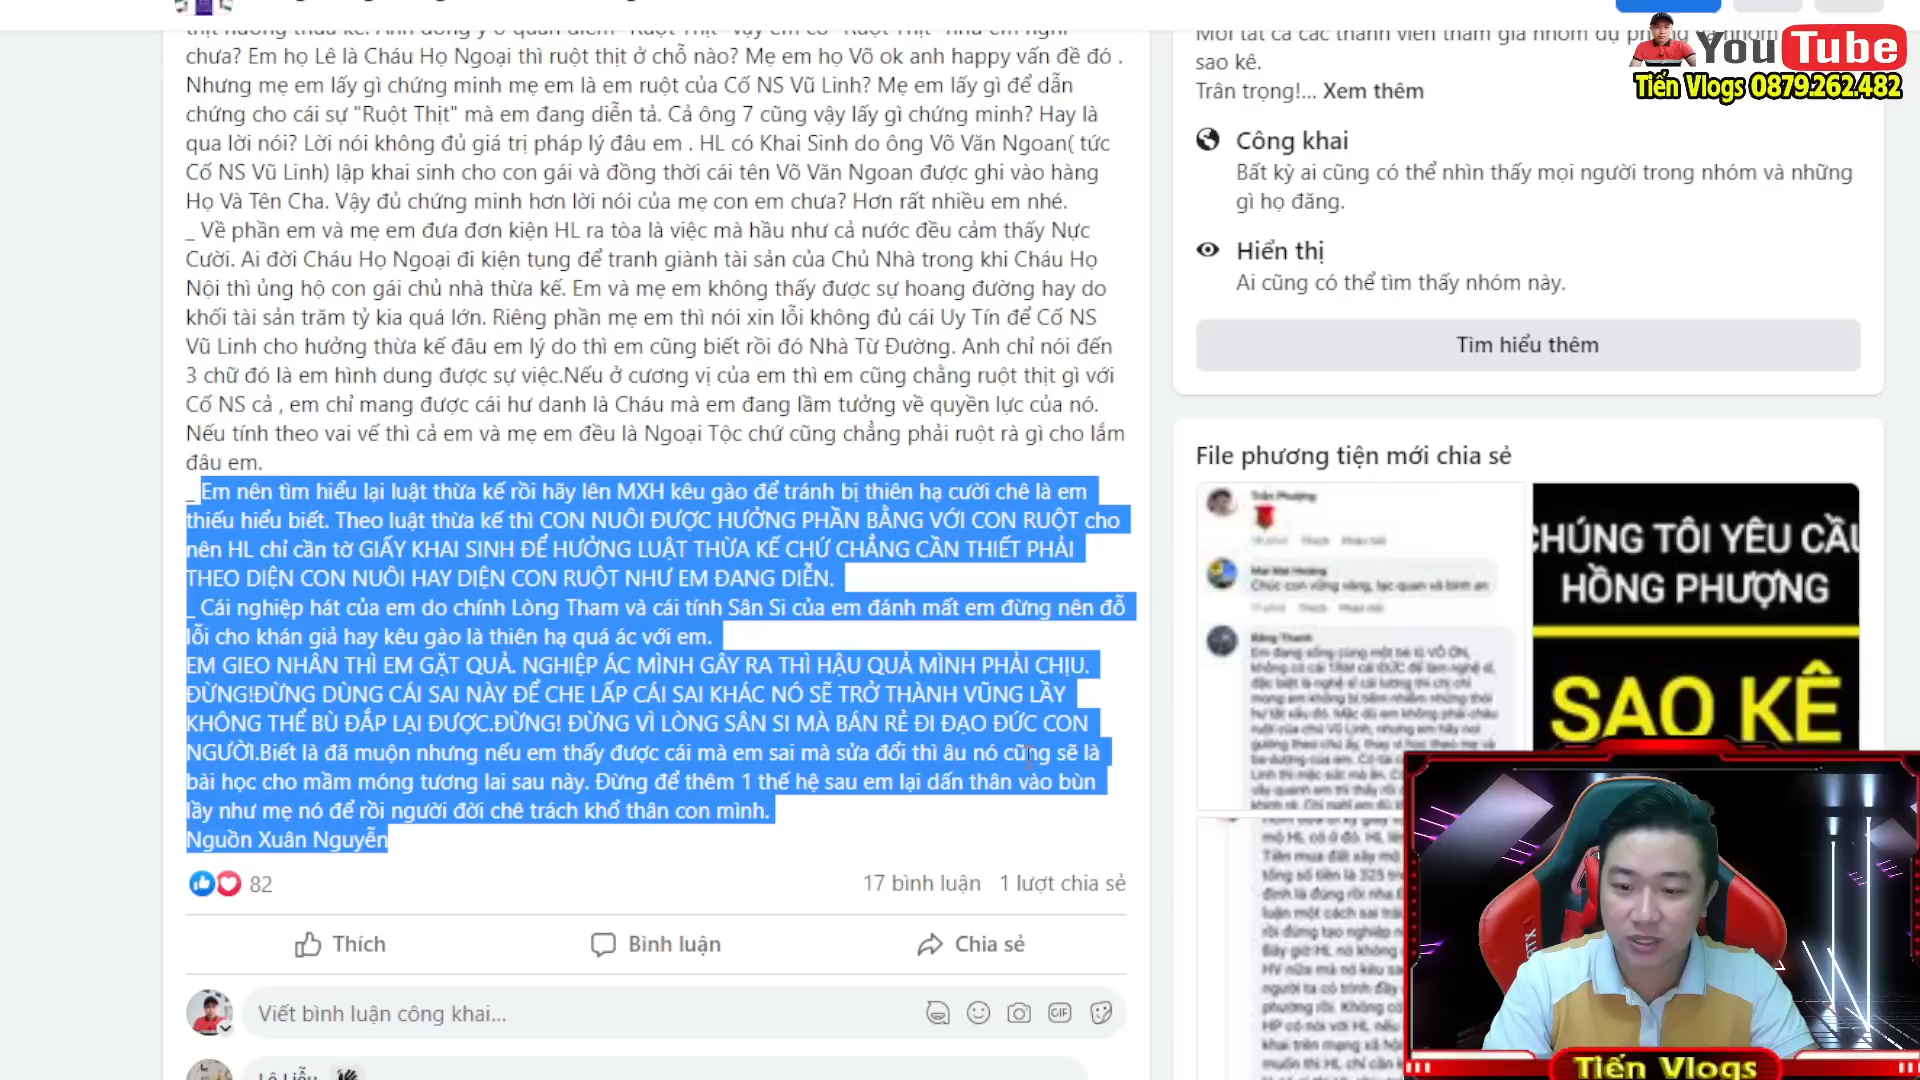 chưa? Em họ Lê là Cháu Họ Ngoại thì ruột thịt ở chỗ nào? Mẹ em họ Võ ok anh happy vấn đề đó .
Nhưng mẹ em lấy gì chứng minh mẹ em là em ruột của Cố NS Vũ Linh? Mẹ em lấy gì để dẫn
chứng cho cái sự "Ruột Thịt" mà em đang diễn tả. Cả ông 7 cũng vậy lấy gì chứng minh? Hay là
qua lời nói? Lời nói không đủ giá trị pháp lý đâu em . HL có Khai Sinh do ông Võ Văn Ngoan( tức
Cố NS Vũ Linh) lập khai sinh cho con gái và đồng thời cái tên Võ Văn Ngoan được ghi vào hàng
Họ Và Tên Cha. Vậy đủ chứng minh hơn lời nói của mẹ con em chưa? Hơn rất nhiều em nhé.
_ Về phần em và mẹ em đưa đơn kiện HL ra tòa là việc mà hầu như cả nước đều cảm thấy Nực
Cười. Ai đời Cháu Họ Ngoại đi kiện tụng để tranh giành tài sản của Chủ Nhà trong khi Cháu Họ
Nội thì ủng hộ con gái chủ nhà thừa kế. Em và mẹ em không thấy được sự hoang đường hay do
khối tài sản trăm tỷ kia quá lớn. Riêng phần mẹ em thì nói xin lỗi không đủ cái Uy Tín để Cố NS
Vũ Linh cho hưởng thừa kế đâu em lý do thì em cũng biết rồi đó Nhà Từ Đường. Anh chỉ nói đến
3 chữ đó là em hình dung được sự việc.Nếu ở cương vị của em thì em cũng chẳng ruột thịt gì với
Cố NS cả , em chỉ mang được cái hư danh là Cháu mà em đang lầm tưởng về quyền lực của nó.
Nếu tính theo vai vế thì cả em và mẹ em đều là Ngoại Tộc chứ cũng chẳng phải ruột rà gì cho lắm
đâu em.
_ Em nên tìm hiểu lại luật thừa kế rồi hãy lên MXH kêu gào để tránh bị thiên hạ cười chê là em
thiếu hiểu biết. Theo luật thừa kế thì CON NUÔI ĐƯỢC HƯỞNG PHẦN BẰNG VỚI CON RUỘT cho
nên HL chỉ cần tờ GIẤY KHAI SINH ĐỂ HƯỞNG LUẬT THỪA KẾ CHỨ CHẲNG CẦN THIẾT PHẢI
THEO DIỆN CON NUÔI HAY DIỆN CON RUỘT NHƯ EM ĐANG DIỄN.
_ Cái nghiệp hát của em do chính Lòng Tham và cái tính Sân Si của em đánh mất em đừng nên đỗ
lỗi cho khán giả hay kêu gào là thiên hạ quá ác với em.
EM GIEO NHÂN THÌ EM GẶT QUẢ. NGHIỆP ÁC MÌNH GÂY RA THÌ HẬU QUẢ MÌNH PHẢI CHỊU.
ĐỪNG!ĐỪNG DÙNG CÁI SAI NÀY ĐỂ CHE LẤP CÁI SAI KHÁC NÓ SẼ TRỞ THÀNH VŨNG LẦY
KHÔNG THỂ BÙ ĐẮP LẠI ĐƯỢC.ĐỪNG! ĐỪNG VÌ LÒNG SÂN SI MÀ BÁN RẺ ĐI ĐẠO ĐỨC CON
NGƯỜI.Biết là đã muộn nhưng nếu em thấy được cái mà em sai mà sửa đổi thì âu nó cũng sẽ là
bài học cho mầm móng tương lai sau này. Đừng để thêm 1 thế hệ sau em lại dấn thân vào bùn
lầy như mẹ nó để rồi người đời chê trách khổ thân con mình.
Nguồn Xuân Nguyễn
82
17 bình luận 1 lượt chia sẻ
Thích
Bình luận
Chia sẻ
Viết bình luận công khai...
GIF
Lê Liễu
Mời tất cả các thành viên tham gia nhóm dự
sao kê.
Trân trọng!... Xem thêm
Công khai
Bất kỳ ai cũng có thể nhìn thấy mọi người trong nhóm và những
gì họ đăng.
Hiển thị
Ai cũng có thể tìm thấy nhóm này.
Tìm hiểu thêm
File phương tiện mới chia sẻ
Trần Phượng
Chúc con vững vàng, lạc quan và bình an
Băng Thanh
CHÚNG TÔI YÊU CẦU
HỒNG PHƯỢNG
SAO KÊ
YouTube
Tiến Vlogs 0879.262.482
Tiến Vlogs